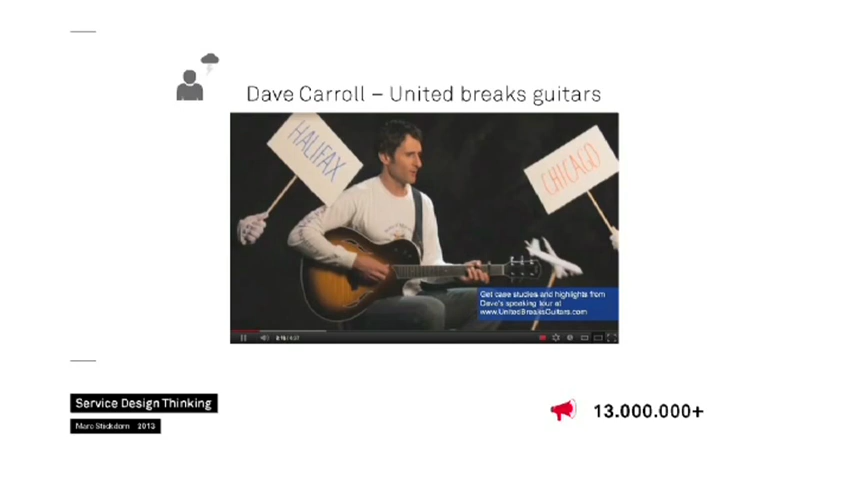 Dave Carroll – United breaks guitars
HALIFAX
CHICAGO
Get case studies and highlights from
Dave's speaking tour at
www.UnitedBreaksGuitars.com
Service Design Thinking
Marc Stickdorn 2013
13.000.000+